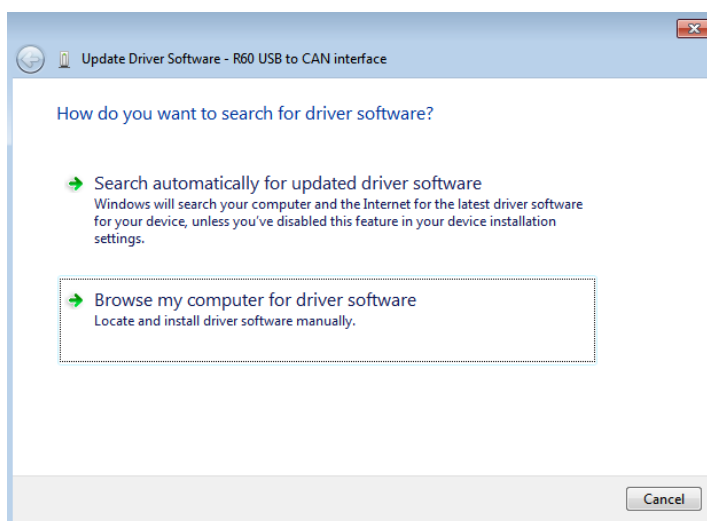 Update Driver Software - R60 USB to CAN interface
How do you want to search for driver software?
Search automatically for updated driver software
Windows will search your computer and the Internet for the latest driver software
for your device, unless you've disabled this feature in your device installation
settings.
Browse my computer for driver software
Locate and install driver software manually.
Cancel